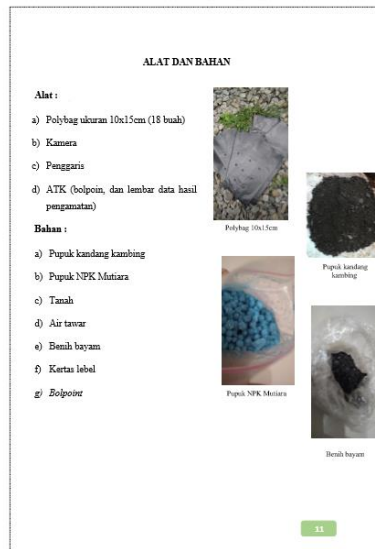 ALAT DAN BAHAN
Alat :
a) Polybag ukuran 10x15cm (18 buah)
b) Kamera
c) Penggaris
d) ATK (bolpoin, dan lembar data hasil
pengamatan)
Bahan :
a) Pupuk kandang kambing
b) Pupuk NPK Mutiara
c) Tanah
d) Air tawar
e) Benih bayam
f) Kertas lebel
g) Bolpoint
Polybag 10x15cm
Pupuk kandang
kambing
Pupuk NPK Mutiara
Benih bayam
11